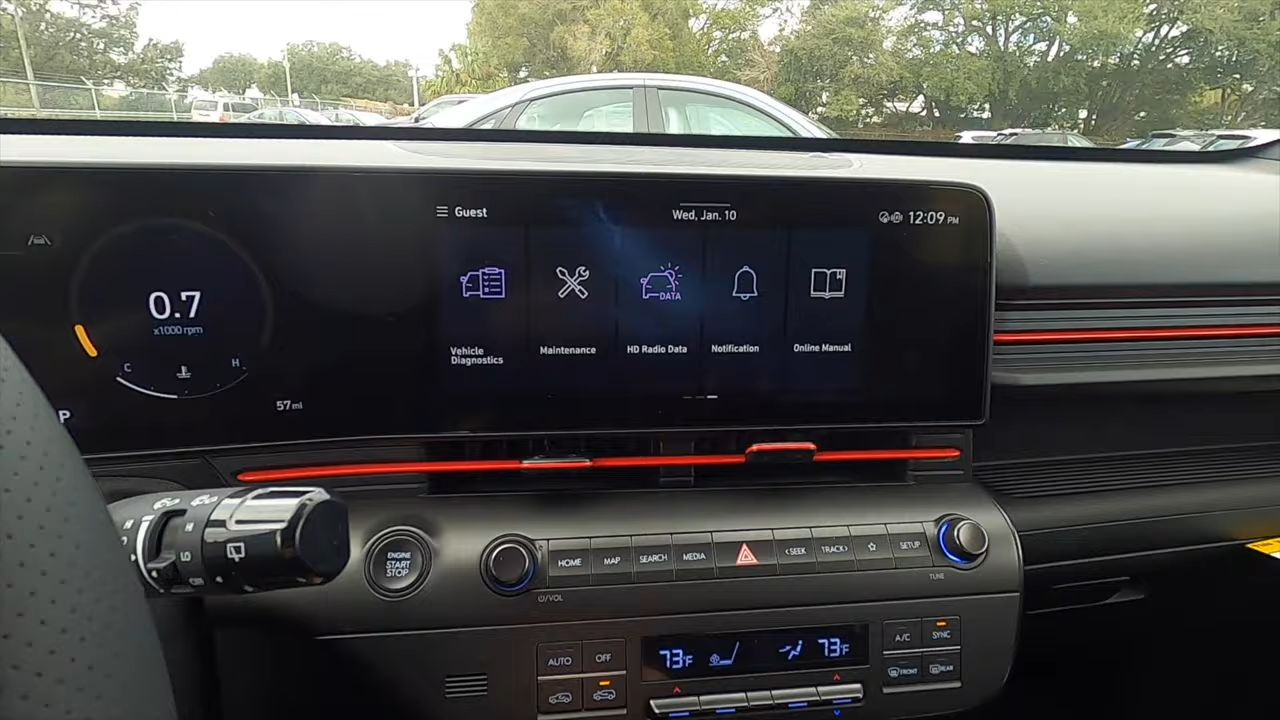 Guest
Wed, Jan. 10
12:09 PM
0.7
x1000 rpm
C
H
P
57 mi
DATA
Vehicle
Diagnostics
Maintenance
HD Radio Data
Notification
Online Manual
HI
LO
ENGINE
START
STOP
HOME
MAP
SEARCH
MEDIA
<SEEK
TRACK>
SETUP
/VOL
TUNE
AUTO
OFF
73°F
73°F
A/C
SYNC
FRONT
REAR